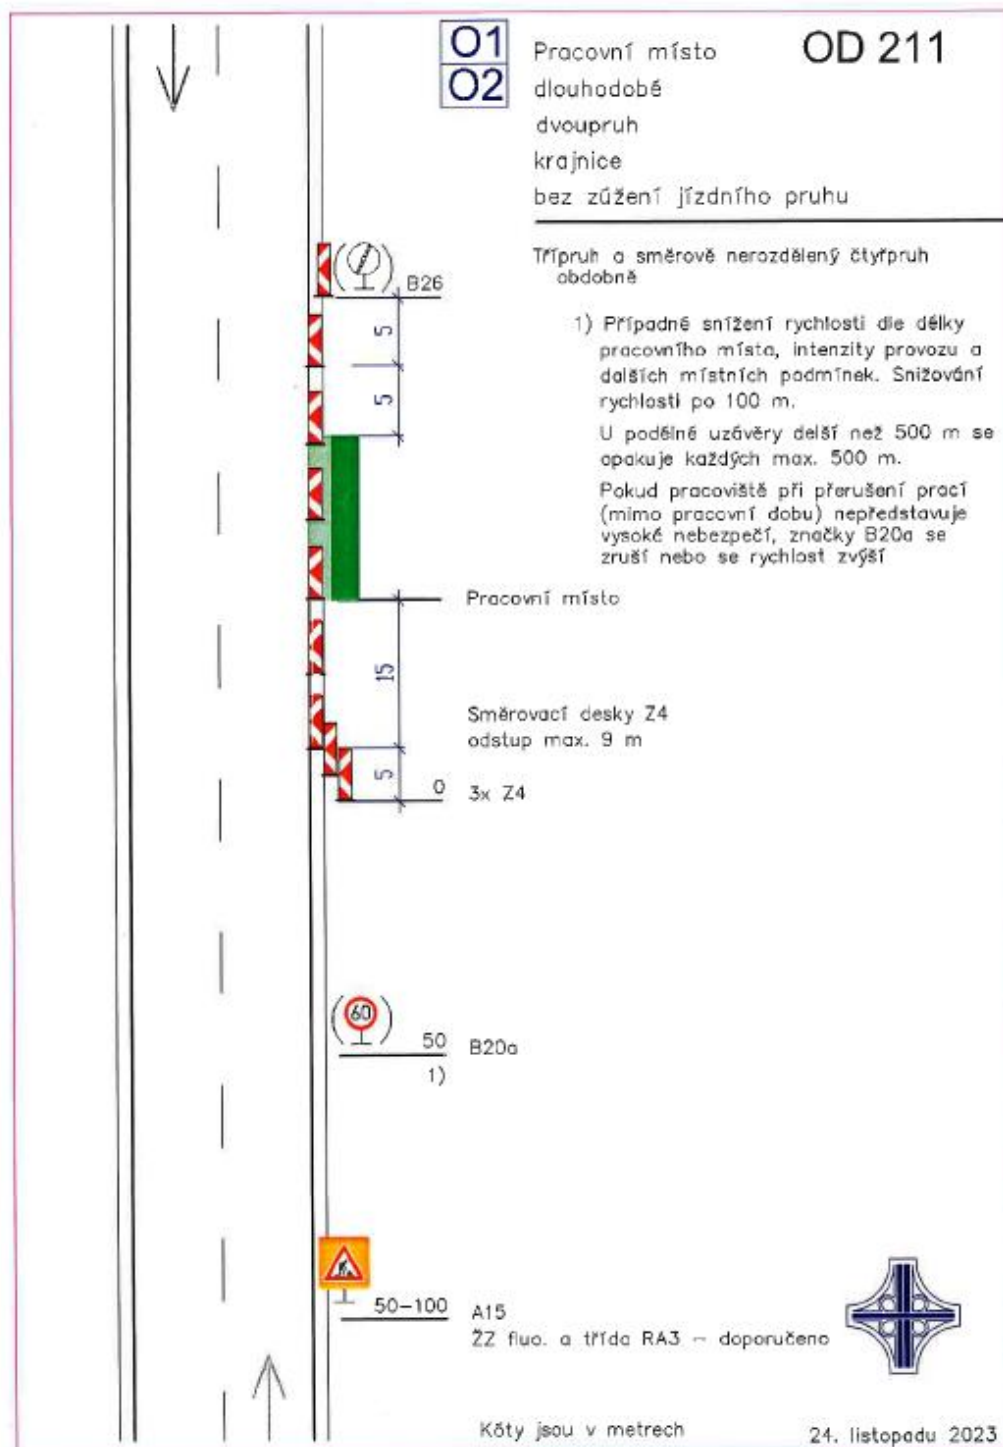 O1
O2
Pracovní místo
OD 211
dlouhodobé
dvoupruh
krajnice
bez zúžení jízdního pruhu
Třípruh a směrově nerozdělený čtyřpruh
obdobně
1) Případné snížení rychlosti dle délky
pracovního místa, intenzity provozu a
dalších místních podmínek. Snižování
rychlosti po 100 m.
U podélné uzávěry delší než 500 m se
opakuje každých max. 500 m.
Pokud pracoviště při přerušení prací
(mimo pracovní dobu) nepředstavuje
vysoké nebezpečí, značky B20a se
zruší nebo se rychlost zvýší
B26
5
5
Pracovní místo
15
Směrovací desky Z4
odstup max. 9 m
5
0 3x Z4
60
50 B20a
1)
50-100 A15
ŽZ fluo. a třída RA3 - doporučeno
Kóty jsou v metrech
24. listopadu 2023